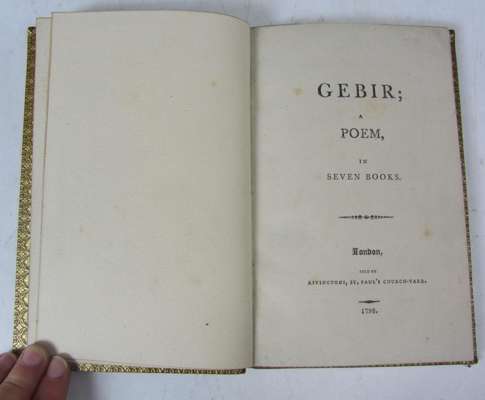 GEBIR;
A
POEM,
IN
SEVEN BOOKS.
London,
SOLD BY
RIVINGTONS, ST. PAUL'S CHURCH-YARD.
1798.